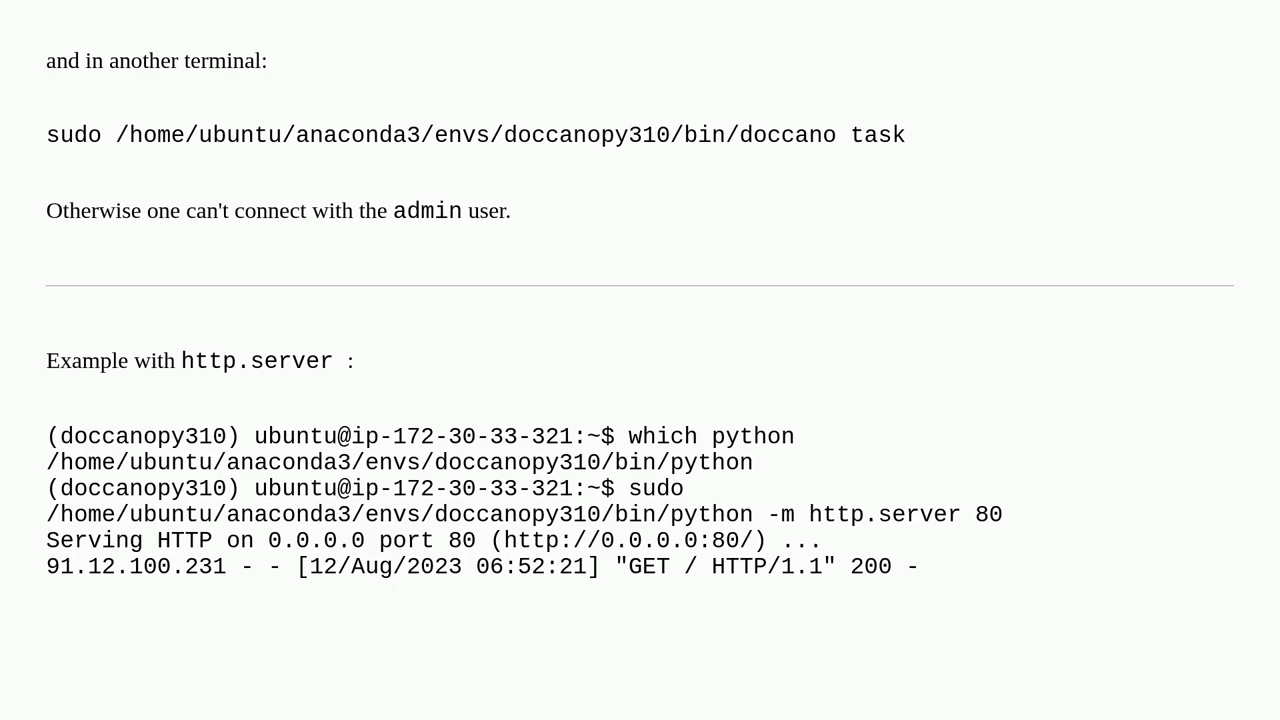 and in another terminal:
sudo /home/ubuntu/anaconda3/envs/doccanopy310/bin/doccano task
Otherwise one can't connect with the admin user.
Example with http.server :
(doccanopy310) ubuntu@ip-172-30-33-321:~$ which python
/home/ubuntu/anaconda3/envs/doccanopy310/bin/python
(doccanopy310) ubuntu@ip-172-30-33-321:~$ sudo
/home/ubuntu/anaconda3/envs/doccanopy310/bin/python -m http.server 80
Serving HTTP on 0.0.0.0 port 80 (http://0.0.0.0:80/) ...
91.12.100.231 - - [12/Aug/2023 06:52:21] "GET / HTTP/1.1" 200 -